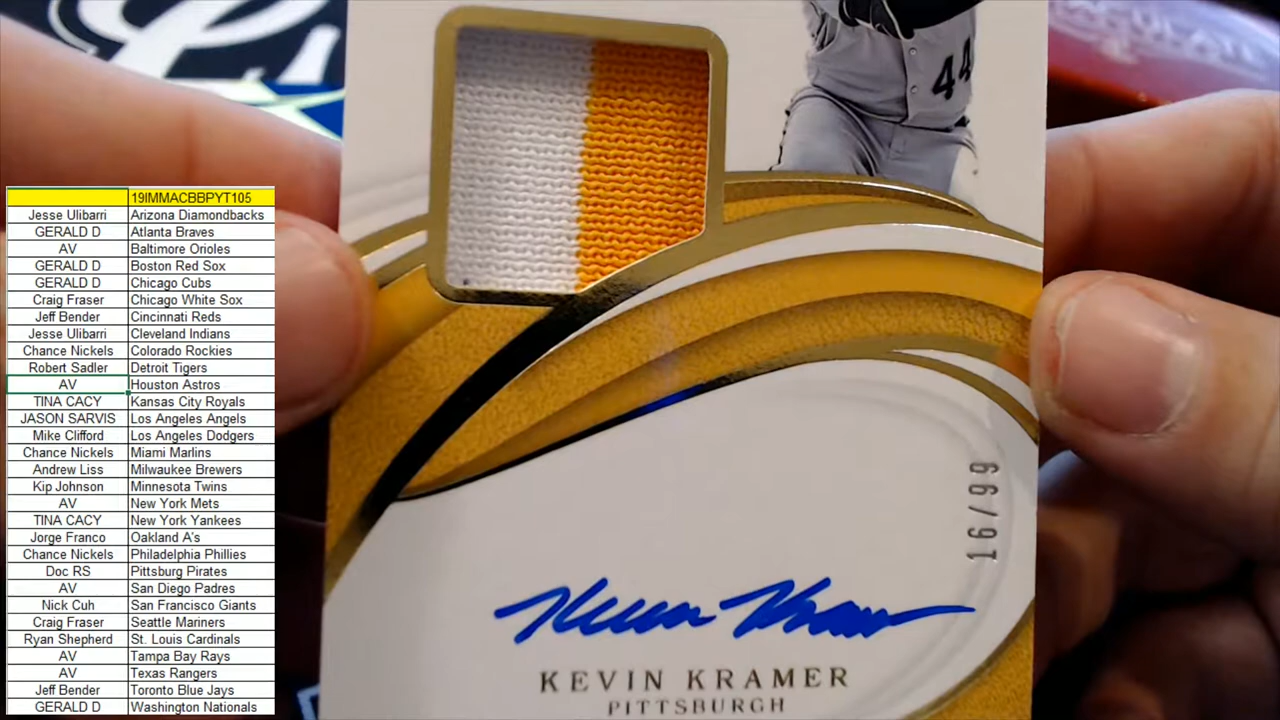 19IMMACBBPYT105
Jesse Ulibarri Arizona Diamondbacks
GERALD D Atlanta Braves
AV Baltimore Orioles
GERALD D Boston Red Sox
GERALD D Chicago Cubs
Craig Fraser Chicago White Sox
Jeff Bender Cincinnati Reds
Jesse Ulibarri Cleveland Indians
Chance Nickels Colorado Rockies
Robert Sadler Detroit Tigers
AV Houston Astros
TINA CACY Kansas City Royals
JASON SARVIS Los Angeles Angels
Mike Clifford Los Angeles Dodgers
Chance Nickels Miami Marlins
Andrew Liss Milwaukee Brewers
Kip Johnson Minnesota Twins
AV New York Mets
TINA CACY New York Yankees
Jorge Franco Oakland A's
Chance Nickels Philadelphia Phillies
Doc RS Pittsburg Pirates
AV San Diego Padres
Nick Cuh San Francisco Giants
Craig Fraser Seattle Mariners
Ryan Shepherd St. Louis Cardinals
AV Tampa Bay Rays
AV Texas Rangers
Jeff Bender Toronto Blue Jays
GERALD D Washington Nationals
44
16/99
Kevin Kramer
KEVIN KRAMER
PITTSBURGH